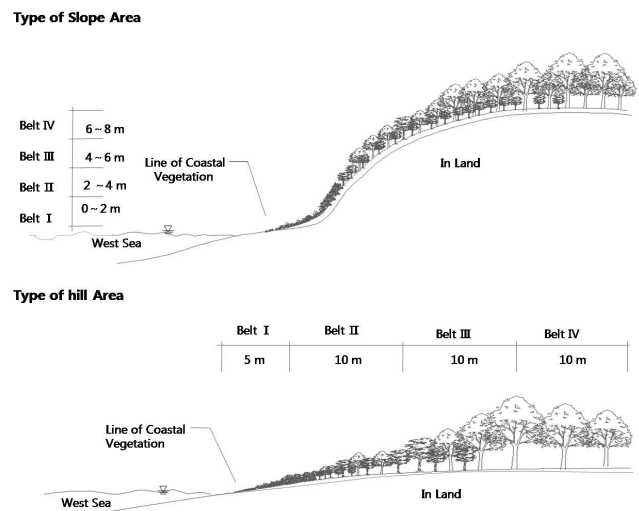 Type of Slope Area
Belt Ⅳ 6~8 m
Belt Ⅲ 4~6 m
Belt Ⅱ 2 ~4 m
Belt Ⅰ 0~2 m
Line of Coastal
Vegetation
In Land
West Sea
Type of hill Area
Belt Ⅰ Belt Ⅱ Belt Ⅲ Belt Ⅳ
5 m 10 m 10 m 10 m
Line of Coastal
Vegetation
In Land
West Sea